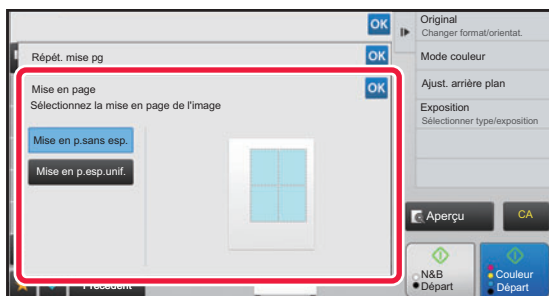 OK
Répét. mise pg
OK
Mise en page
OK
Sélectionnez la mise en page de l'image
Mise en p.sans esp.
Mise en p.esp.unif.
Précédent
Original
Changer format/orientat.
Mode couleur
Ajust. arrière plan
Exposition
Sélectionner type/exposition
Aperçu
CA
N&B
Départ
Couleur
Départ